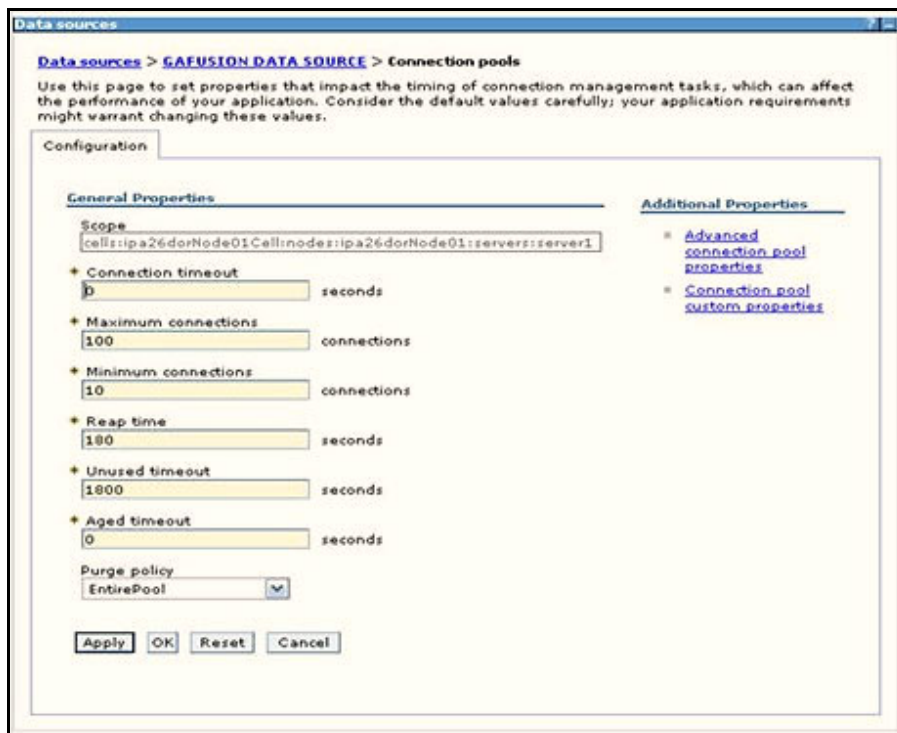 Data sources
? –
Data sources > GAFUSION DATA SOURCE > Connection pools
Use this page to set properties that impact the timing of connection management tasks, which can affect
the performance of your application. Consider the default values carefully; your application requirements
might warrant changing these values.
Configuration
General Properties
Scope
cells:ipa26dorNode01Cell:nodes:ipa26dorNode01:servers:server1
* Connection timeout
0 seconds
* Maximum connections
100 connections
* Minimum connections
10 connections
* Reap time
180 seconds
* Unused timeout
1800 seconds
* Aged timeout
0 seconds
Purge policy
EntirePool
Apply OK Reset Cancel
Additional Properties
Advanced
connection pool
properties
Connection pool
custom properties